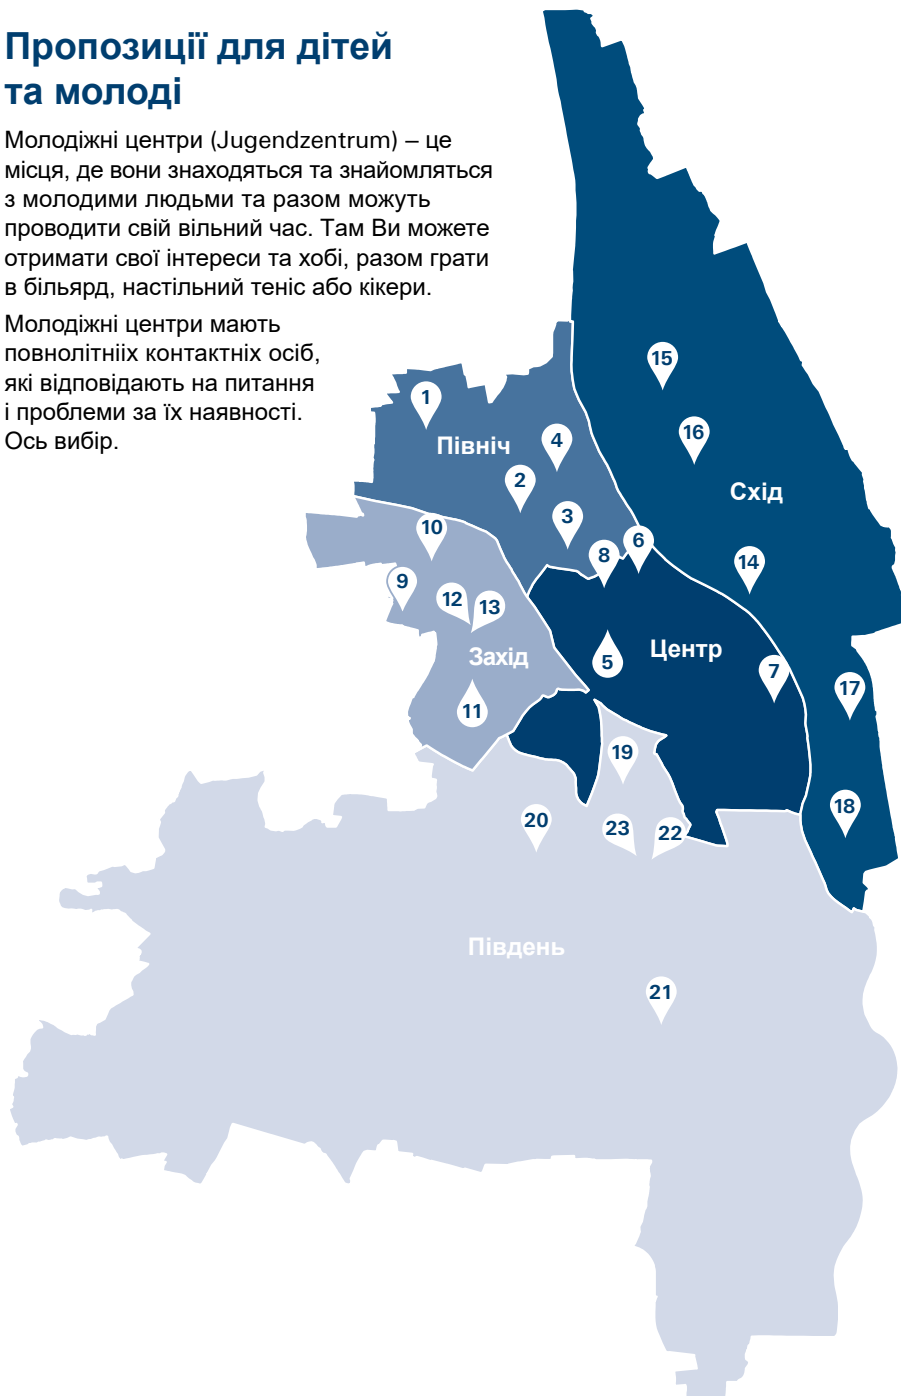 Пропозиції для дітей
та молоді
Молодіжні центри (Jugendzentrum) – це
місця, де вони знаходяться та знайомляться
з молодими людьми та разом можуть
проводити свій вільний час. Там Ви можете
отримати свої інтереси та хобі, разом грати
в більярд, настільний теніс або кікери.
Молодіжні центри мають
повнолітніix контактніх осіб,
які відповідають на питання
і проблеми за їх наявності.
Ось вибір.
15
1
16
4
Північ
2
Схід
3
10
6
8
14
9
12
13
Центр
Захід
5
7
17
11
19
18
20
23
22
Південь
21